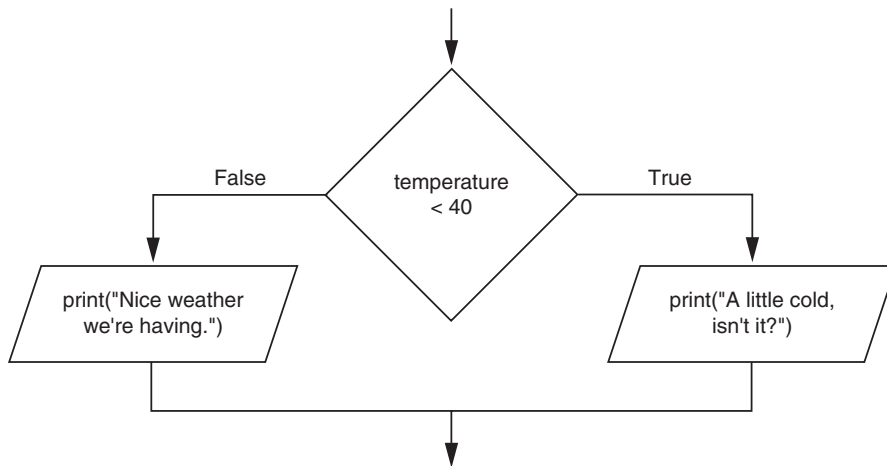 False
temperature
< 40
True
print("Nice weather
we're having.")
print("A little cold,
isn't it?")